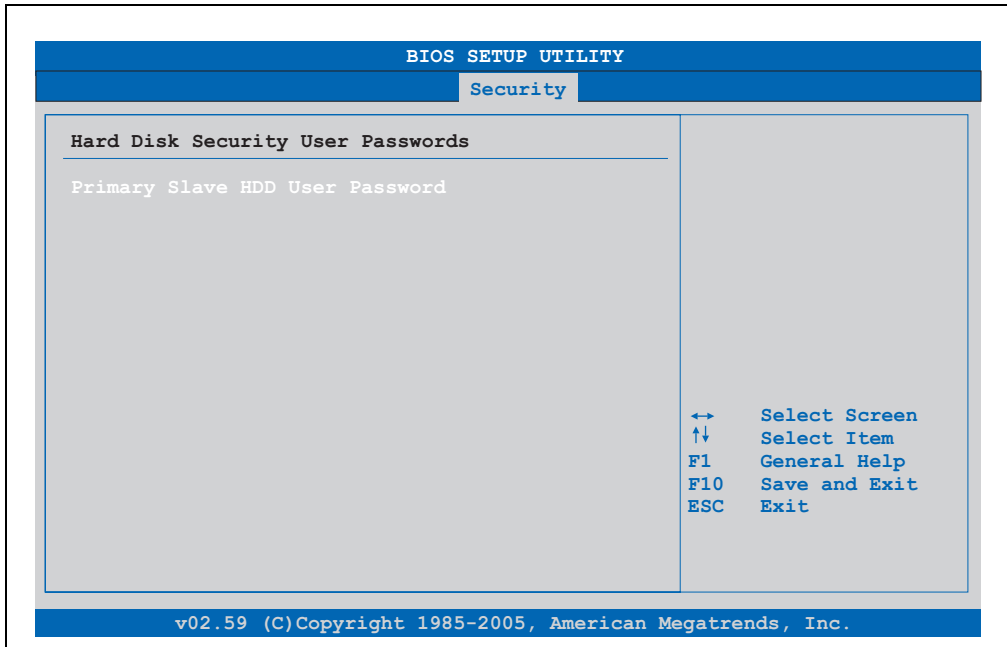 BIOS SETUP UTILITY
Security
Hard Disk Security User Passwords
Primary Slave HDD User Password
↔ Select Screen
↑↓ Select Item
F1 General Help
F10 Save and Exit
ESC Exit
v02.59 (C)Copyright 1985-2005, American Megatrends, Inc.